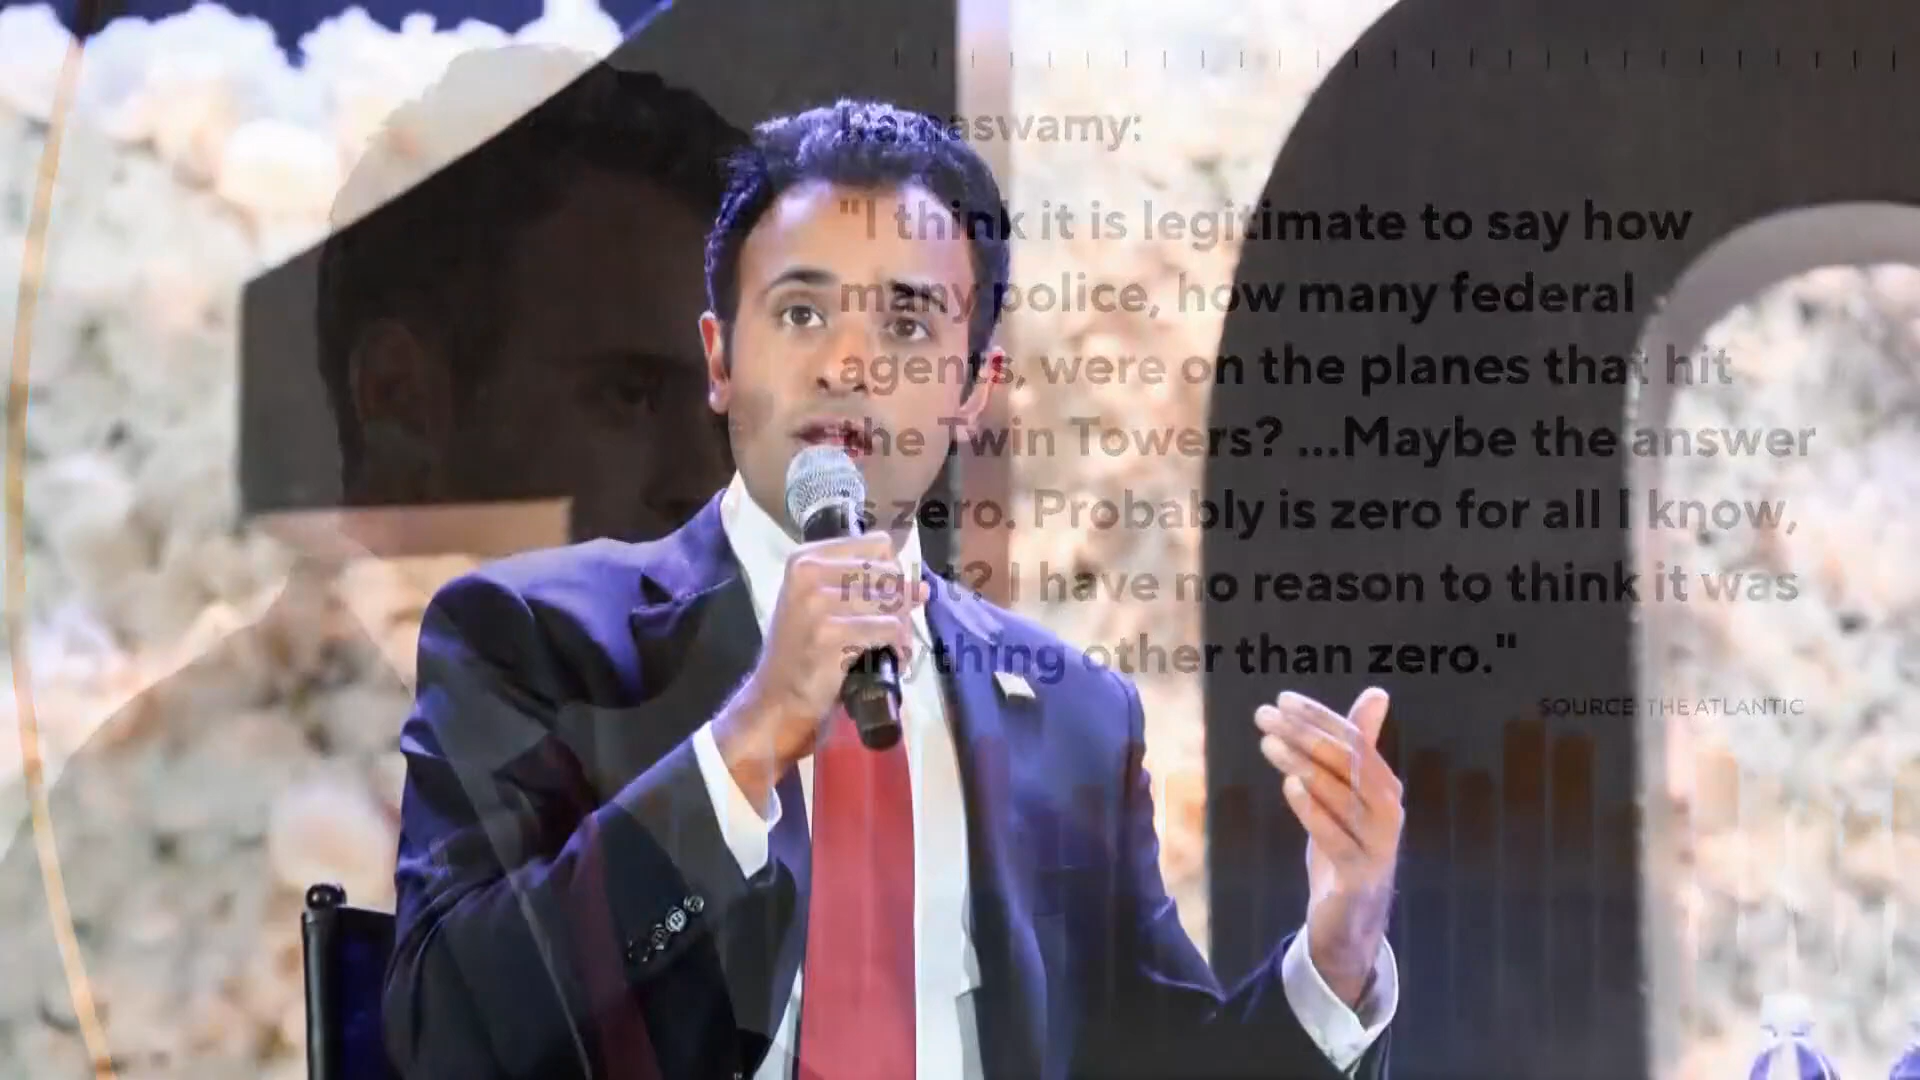 Ramaswamy:
"I think it is legitimate to say how
many police, how many federal
agents, were on the planes that hit
the Twin Towers? ...Maybe the answer
is zero. Probably is zero for all I know,
right? I have no reason to think it was
anything other than zero."
SOURCE: THE ATLANTIC